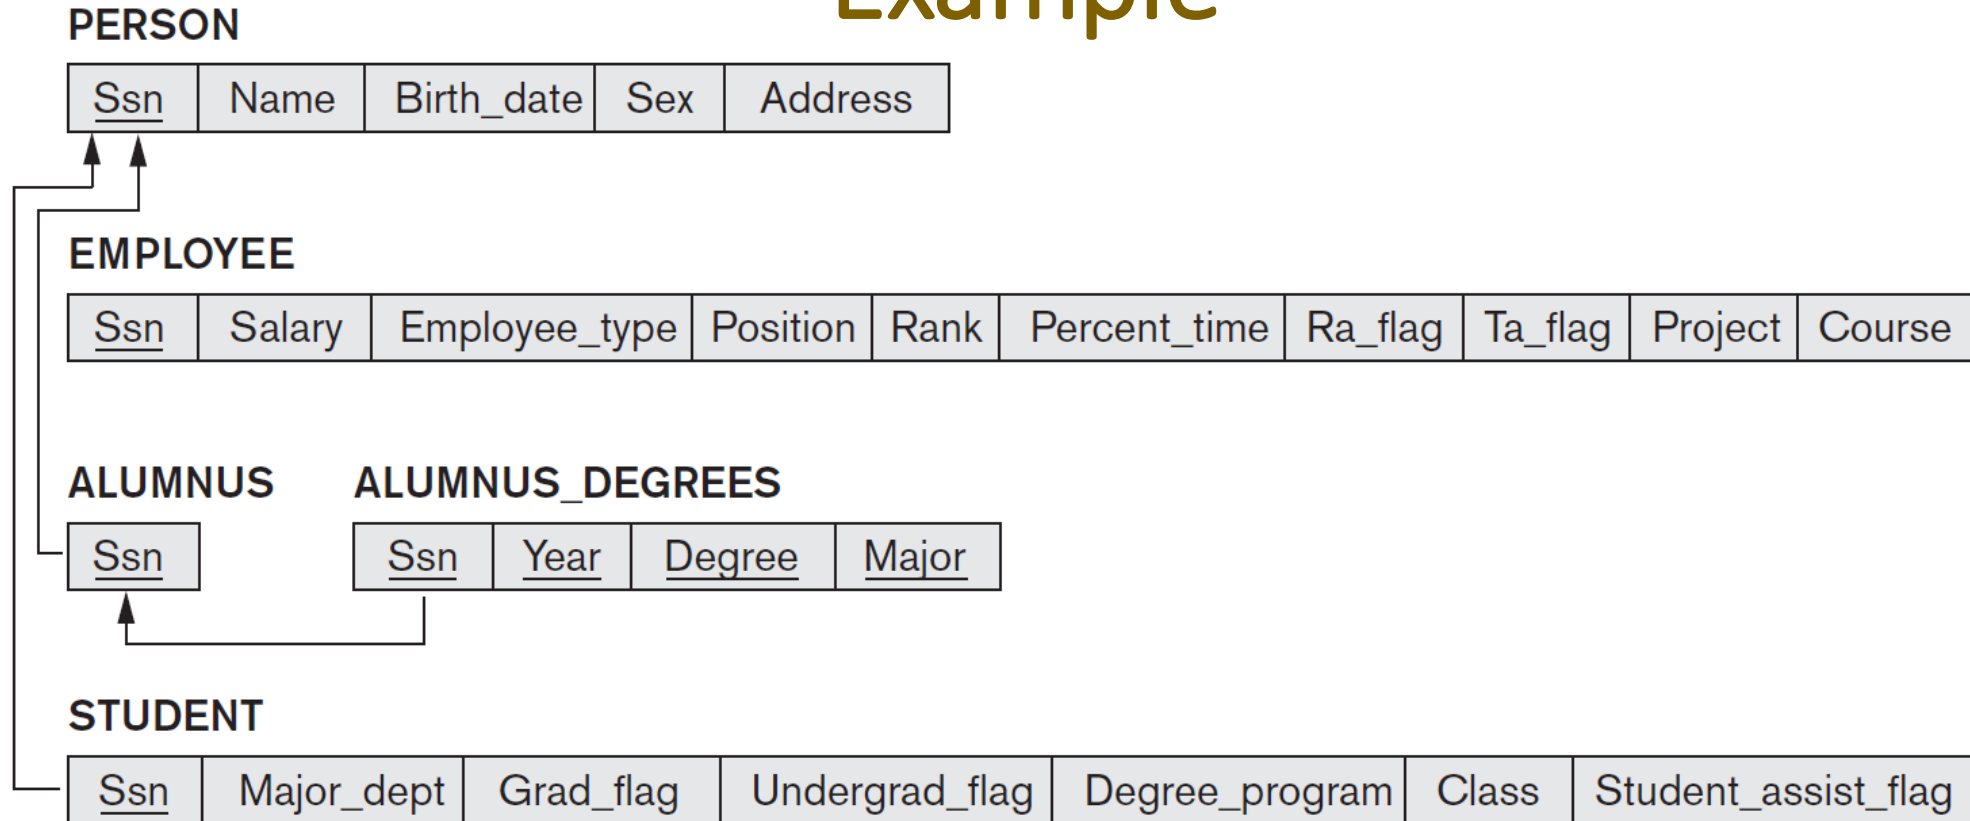 Example
PERSON
Ssn Name Birth_date Sex Address
EMPLOYEE
Ssn Salary Employee_type Position Rank Percent_time Ra_flag Ta_flag Project Course
ALUMNUS ALUMNUS_DEGREES
Ssn Ssn Year Degree Major
STUDENT
Ssn Major_dept Grad_flag Undergrad_flag Degree_program Class Student_assist_flag